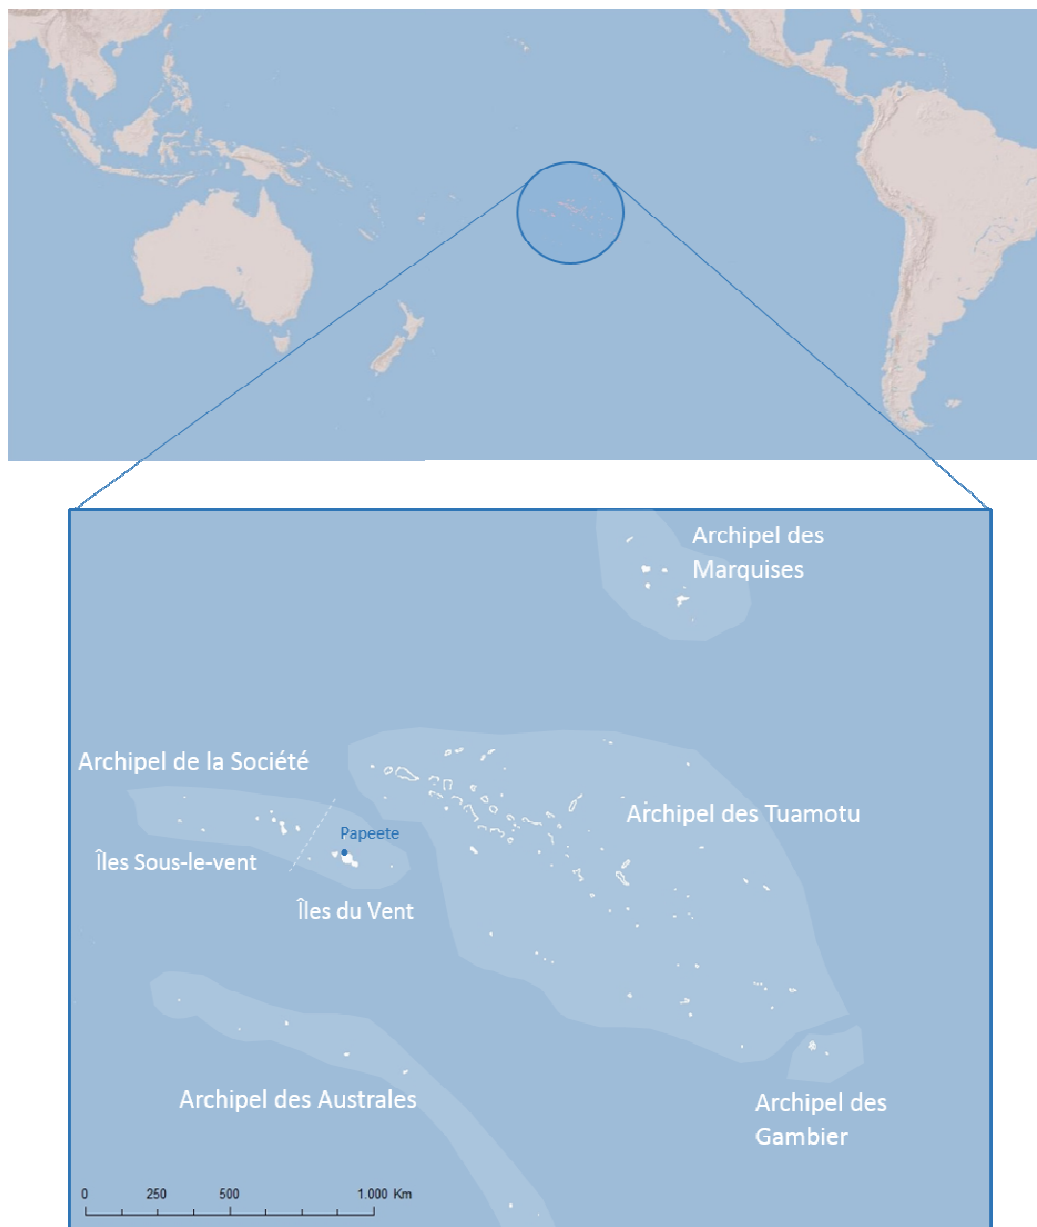 Archipel des
Marquises
Archipel de la Société
Papeete
Archipel des Tuamotu
Îles Sous-le-vent
Îles du Vent
Archipel des Australes
Archipel des
Gambier
0 250 500 1.000 Km